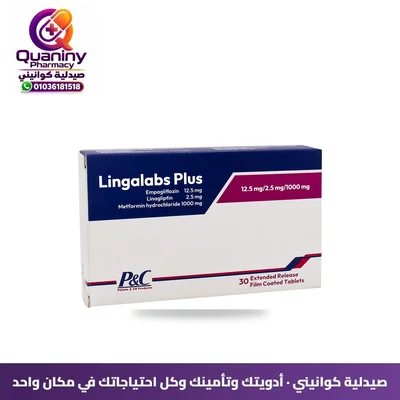 Quaniny
Pharmacy
صيدلية كوانيني
01036181518
Lingalabs Plus
Empagliflozin 12.5 mg
Linagliptin 2.5 mg
Metformin hydrochloride 1000 mg
12.5 mg/2.5 mg/1000 mg
P&C
30 Extended Release
Film Coated Tablets
صيدلية كوانيني - أدويتك وتأمينك وكل احتياجاتك في مكان واحد